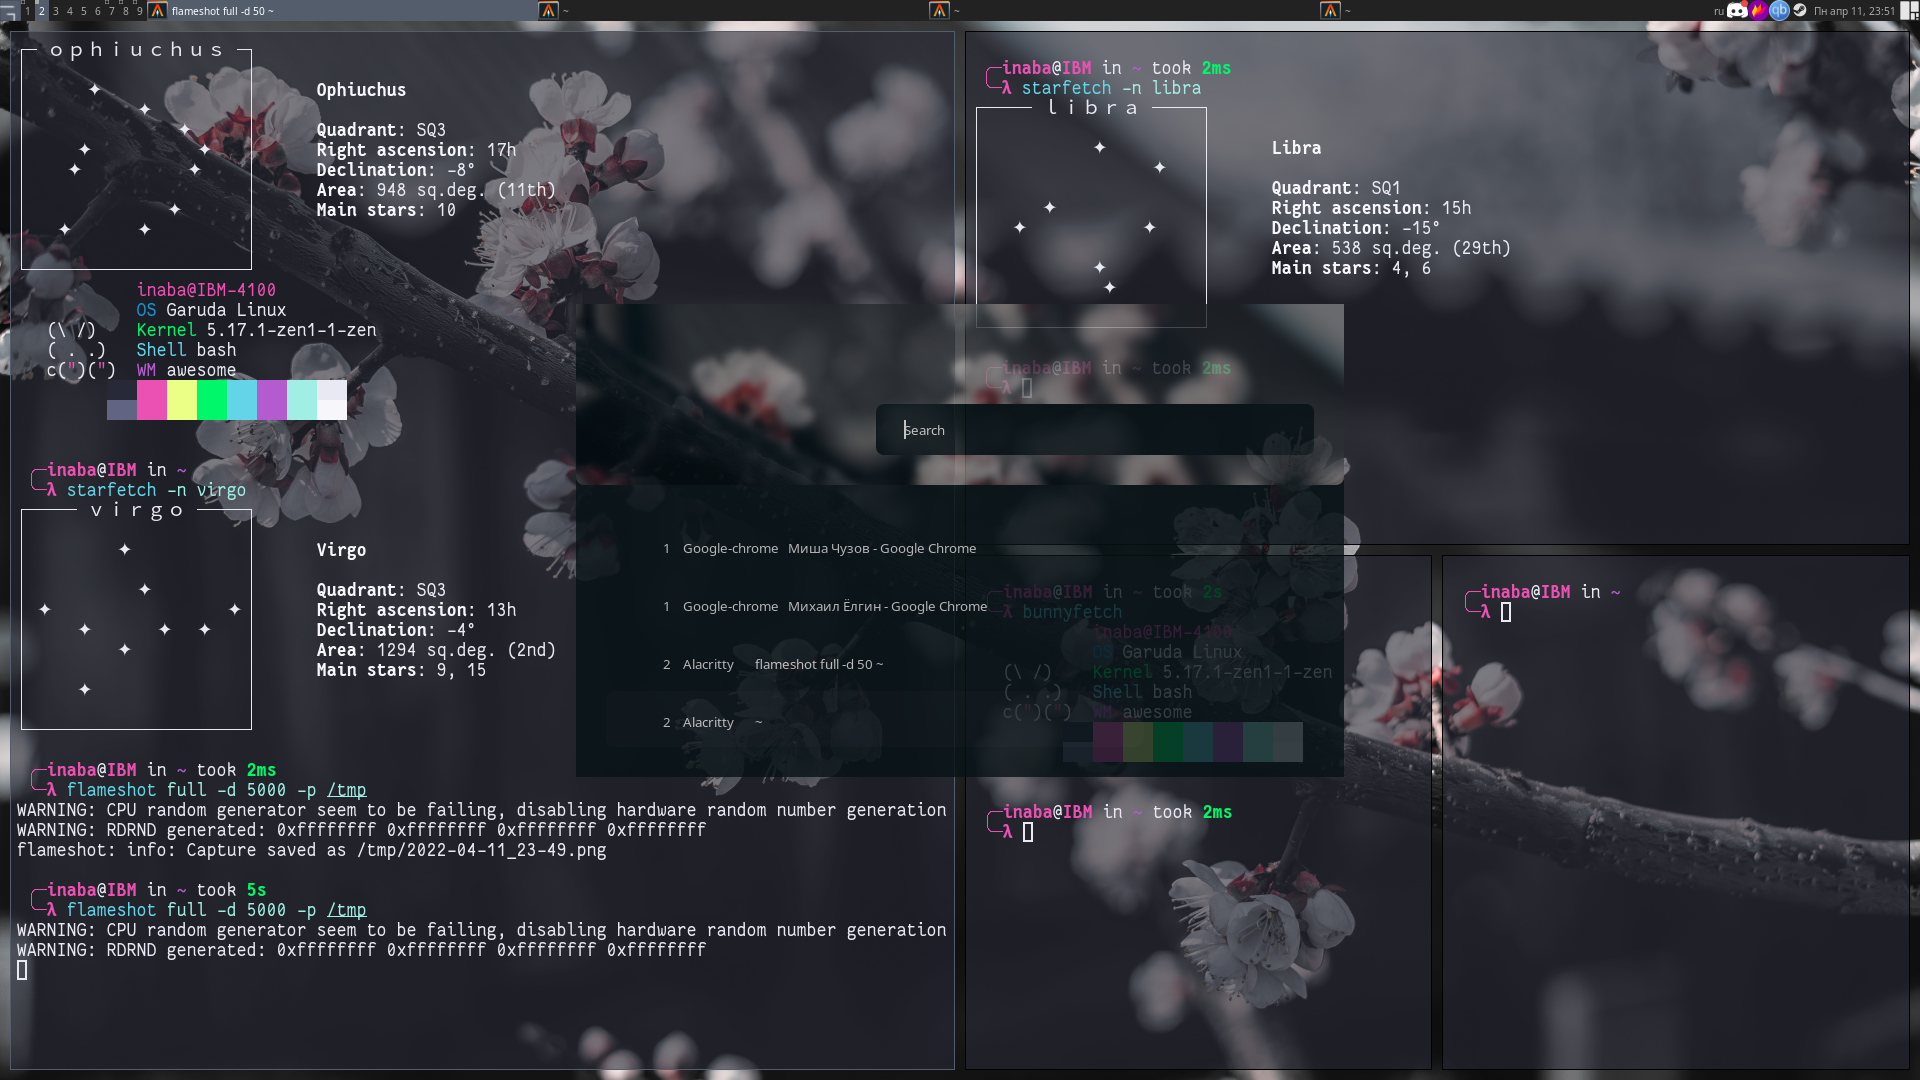 1 2 3 4 5 6 7 8 9 flameshot full -d 50 ~ ~ ~ ~ ru qb Пн апр 11, 23:51
ophiuchus
Ophiuchus
Quadrant: SQ3
Right ascension: 17h
Declination: -8°
Area: 948 sq.deg. (11th)
Main stars: 10
inaba@IBM-4100
OS Garuda Linux
(\ /) Kernel 5.17.1-zen1-1-zen
( . .) Shell bash
c(")(") WM awesome
inaba@IBM in ~
λ starfetch -n virgo
virgo
Virgo
Quadrant: SQ3
Right ascension: 13h
Declination: -4°
Area: 1294 sq.deg. (2nd)
Main stars: 9, 15
inaba@IBM in ~ took 2ms
λ flameshot full -d 5000 -p /tmp
WARNING: CPU random generator seem to be failing, disabling hardware random number generation
WARNING: RDRND generated: 0xffffffff 0xffffffff 0xffffffff 0xffffffff
flameshot: info: Capture saved as /tmp/2022-04-11_23-49.png
inaba@IBM in ~ took 5s
λ flameshot full -d 5000 -p /tmp
WARNING: CPU random generator seem to be failing, disabling hardware random number generation
WARNING: RDRND generated: 0xffffffff 0xffffffff 0xffffffff 0xffffffff
inaba@IBM in ~ took 2ms
λ starfetch -n libra
libra
Libra
Quadrant: SQ1
Right ascension: 15h
Declination: -15°
Area: 538 sq.deg. (29th)
Main stars: 4, 6
inaba@IBM in ~ took 2ms
λ
Search
1 Google-chrome Миша Чузов - Google Chrome
1 Google-chrome Михаил Ёлгин - Google Chrome
2 Alacritty flameshot full -d 50 ~
2 Alacritty ~
inaba@IBM in ~ took 2s
λ bunnyfetch
inaba@IBM-4100
OS Garuda Linux
(\ /) Kernel 5.17.1-zen1-1-zen
( . .) Shell bash
c(")(") WM awesome
inaba@IBM in ~ took 2ms
λ
inaba@IBM in ~
λ